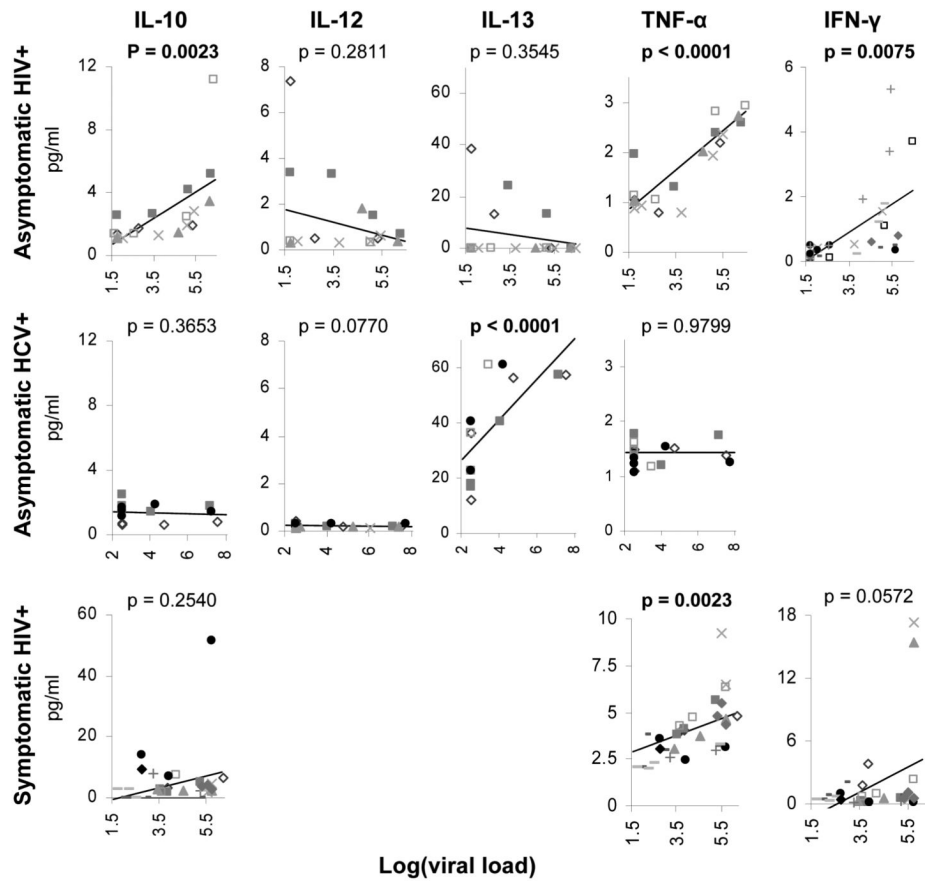 IL-10 IL-12 IL-13 TNF-α IFN-γ
Asymptomatic HIV+
pg/ml
P = 0.0023 p = 0.2811 p = 0.3545 p < 0.0001 p = 0.0075
12 8 60 3 6
8 6 40 2 4
4 4 20 1 2
0 2 0 0 0
0
1.5 3.5 5.5 1.5 3.5 5.5 1.5 3.5 5.5 1.5 3.5 5.5 1.5 3.5 5.5
Asymptomatic HCV+
pg/ml
p = 0.3653 p = 0.0770 p < 0.0001 p = 0.9799
12 8 60 3
8 6 40 2
4 4 20 1
0 2 0 0
0
2 4 6 8 2 4 6 8 2 4 6 8 2 4 6 8
Symptomatic HIV+
pg/ml
p = 0.2540 p = 0.0023 p = 0.0572
60 10 18
40 7.5 12
20 5 6
0 2.5 0
0
1.5 3.5 5.5 1.5 3.5 5.5 1.5 3.5 5.5
Log(viral load)